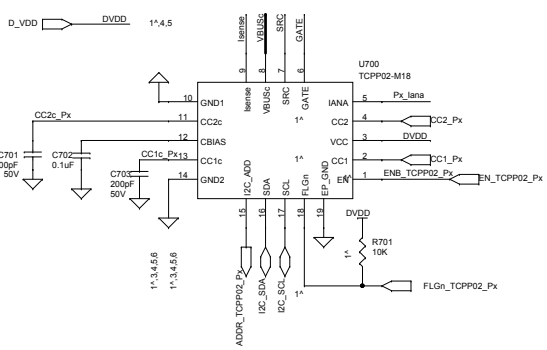 D_VDD DVDD 1^,4,5
Isense
VBUSc
SRC
GATE
9
8
7
6
U700
TCPP02-M18
Isense
VBUSc
SRC
GATE
10 GND1 IANA 5 Px_Iana
CC2c_Px 11 CC2c 1^ CC2 4 CC2_Px
12 CBIAS VCC 3 DVDD
CC1c_Px 13 CC1c CC1 2 CC1_Px
14 GND2 EN 1^ 1 ENB_TCPP02_Px EN_TCPP02_Px
C701
00pF
50V
C702
0.1uF
C703
200pF
50V
I2C_ADD
SDA
SCL
FLGn
EP_GND
15
16
17
18
19
1^
DVDD
1^
R701
10K
FLGn_TCPP02_Px
1^,3,4,5,6
1^,3,4,5,6
ADDR_TCPP02_Px
I2C_SDA
I2C_SCL